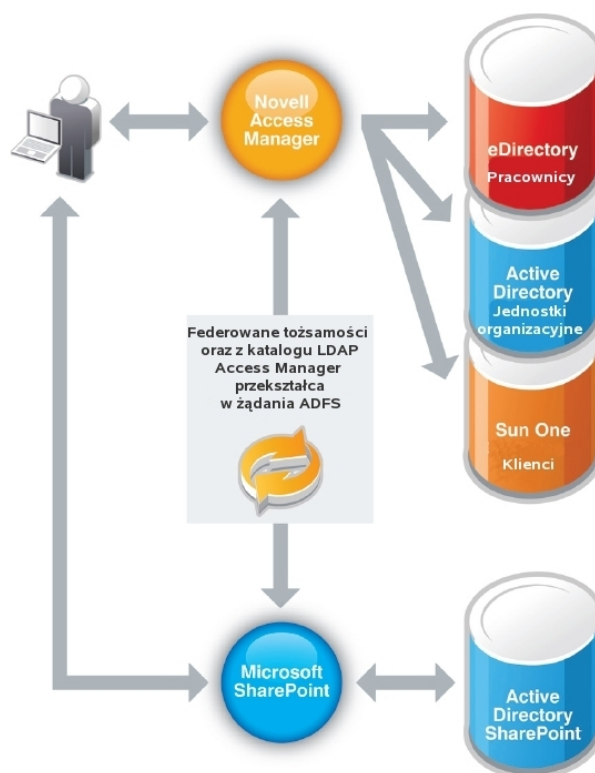 Novell
Access
Manager
eDirectory
Pracownicy
Active
Directory
Jednostki
organizacyjne
Federowane tożsamości
oraz z katalogu LDAP
Access Manager
przekształca
w żądania ADFS
Sun One
Klienci
Microsoft
SharePoint
Active
Directory
SharePoint